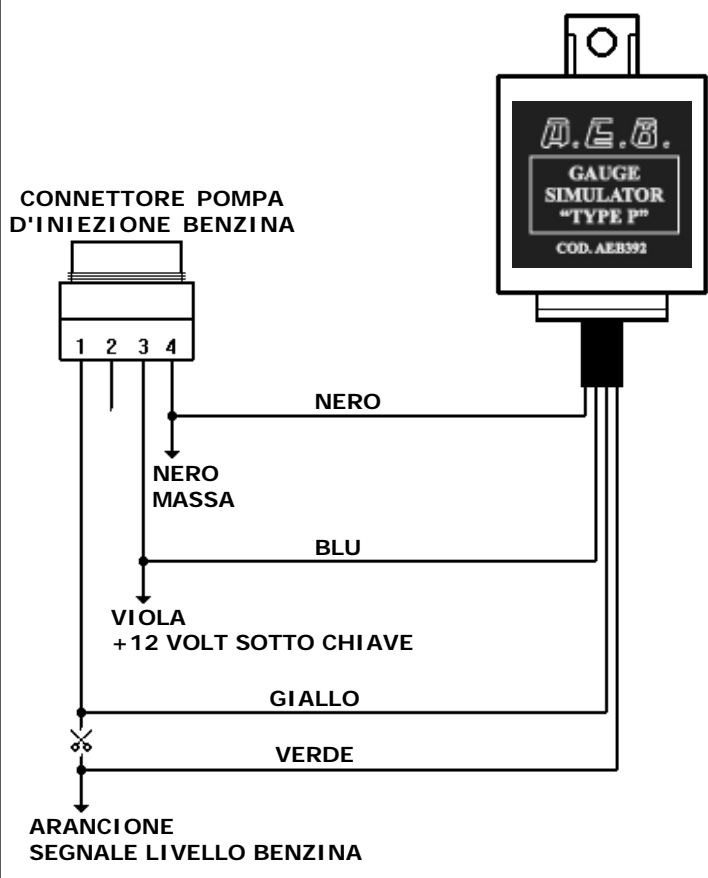 A.E.B.
GAUGE
SIMULATOR
"TYPE P"
COD. AEB392
CONNETTORE POMPA
D'INIEZIONE BENZINA
1 2 3 4
NERO
NERO
MASSA
BLU
VIOLA
+12 VOLT SOTTO CHIAVE
GIALLO
VERDE
ARANCIONE
SEGNALE LIVELLO BENZINA